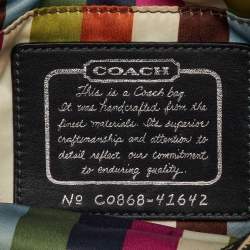 COACH
This is a Coach bag.
It was handcrafted from the
finest materials. Its superior
craftsmanship and attention to
detail reflect our commitment
to enduring quality.
No C0868-41642